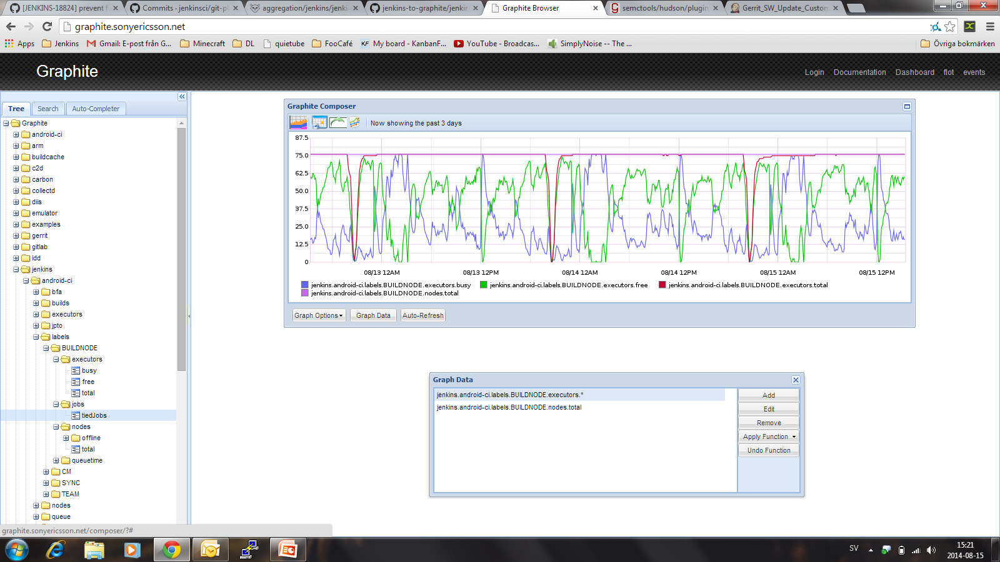 [JENKINS-18824] prevent f
Commits · jenkinsci/git-pl
aggregation/jenkins/jenki
jenkins-to-graphite/jenki
Graphite Browser
semctools/hudson/plugin
Gerrit_SW_Update_Custom
graphite.sonyericsson.net
Apps
Jenkins
Gmail: E-post från G...
Minecraft
DL
quietube
FooCafé
KF
My board - KanbanF...
YouTube - Broadcas...
SimplyNoise -- The ...
Övriga bokmärken
Graphite
Login
Documentation
Dashboard
flot
events
Tree
Search
Auto-Completer
Graphite
android-ci
arm
buildcache
c2d
carbon
collectd
diis
emulator
examples
gerrit
gitlab
idd
jenkins
android-ci
bfa
builds
executors
jpto
labels
BUILDNODE
executors
busy
free
total
jobs
tiedJobs
nodes
offline
total
queuetime
CM
SYNC
TEAM
nodes
queue
Graphite Composer
Now showing the past 3 days
87.5
75.0
62.5
50.0
37.5
25.0
12.5
0
08/13 12AM
08/13 12PM
08/14 12AM
08/14 12PM
08/15 12AM
08/15 12PM
jenkins.android-ci.labels.BUILDNODE.executors.busy
jenkins.android-ci.labels.BUILDNODE.executors.free
jenkins.android-ci.labels.BUILDNODE.executors.total
jenkins.android-ci.labels.BUILDNODE.nodes.total
Graph Options
Graph Data
Auto-Refresh
Graph Data
jenkins.android-ci.labels.BUILDNODE.executors.*
jenkins.android-ci.labels.BUILDNODE.nodes.total
Add
Edit
Remove
Apply Function
Undo Function
graphite.sonyericsson.net/composer/?#
SV
15:21
2014-08-15